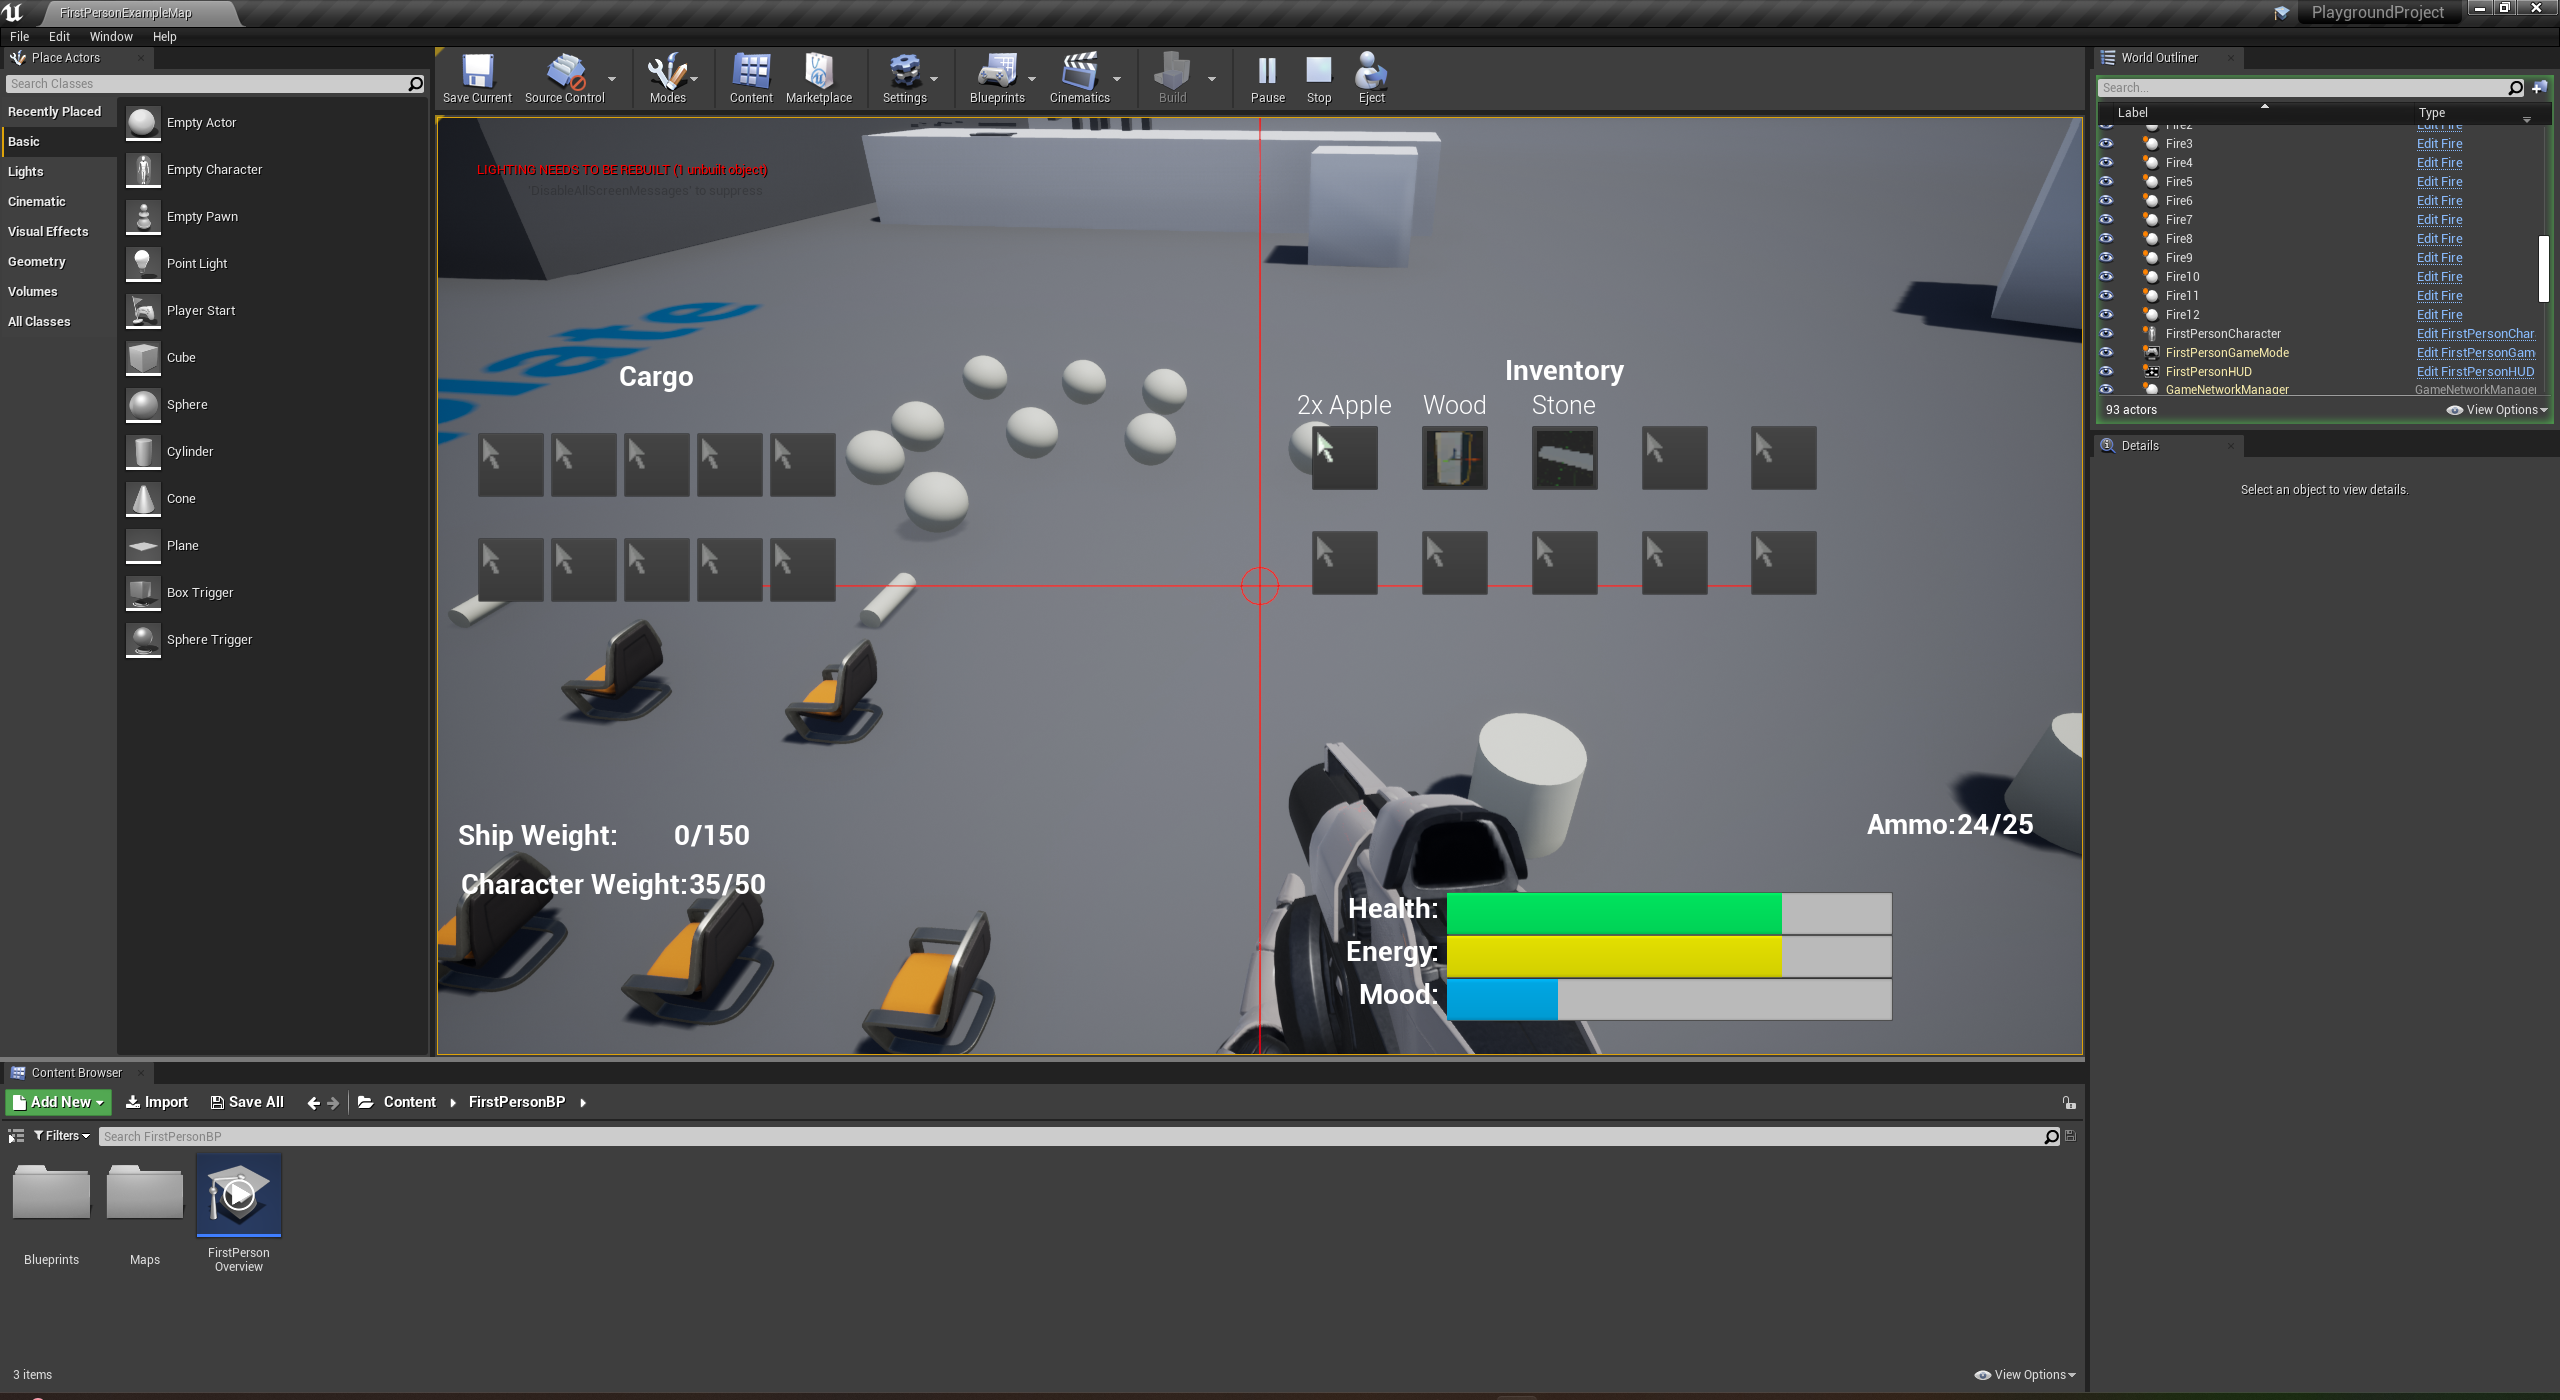 FirstPersonExampleMap
PlaygroundProject
File Edit Window Help
Place Actors
Search Classes
Recently Placed
Basic
Lights
Cinematic
Visual Effects
Geometry
Volumes
All Classes
Empty Actor
Empty Character
Empty Pawn
Point Light
Player Start
Cube
Sphere
Cylinder
Cone
Plane
Box Trigger
Sphere Trigger
Save Current Source Control Modes Content Marketplace Settings Blueprints Cinematics Build Pause Stop Eject
LIGHTING NEEDS TO BE REBUILT (1 unbuilt object)
'DisableAllScreenMessages' to suppress
Cargo
Inventory
2x Apple Wood Stone
Ship Weight: 0/150
Character Weight:35/50
Ammo:24/25
Health:
Energy:
Mood:
World Outliner
Search...
Label Type
Fire2 Edit Fire
Fire3 Edit Fire
Fire4 Edit Fire
Fire5 Edit Fire
Fire6 Edit Fire
Fire7 Edit Fire
Fire8 Edit Fire
Fire9 Edit Fire
Fire10 Edit Fire
Fire11 Edit Fire
Fire12 Edit Fire
FirstPersonCharacter Edit FirstPersonChar
FirstPersonGameMode Edit FirstPersonGam
FirstPersonHUD Edit FirstPersonHUD
GameNetworkManager GameNetworkManager
93 actors View Options
Details
Select an object to view details.
Content Browser
Add New Import Save All Content FirstPersonBP
Filters Search FirstPersonBP
Blueprints
Maps
FirstPerson
Overview
3 items View Options